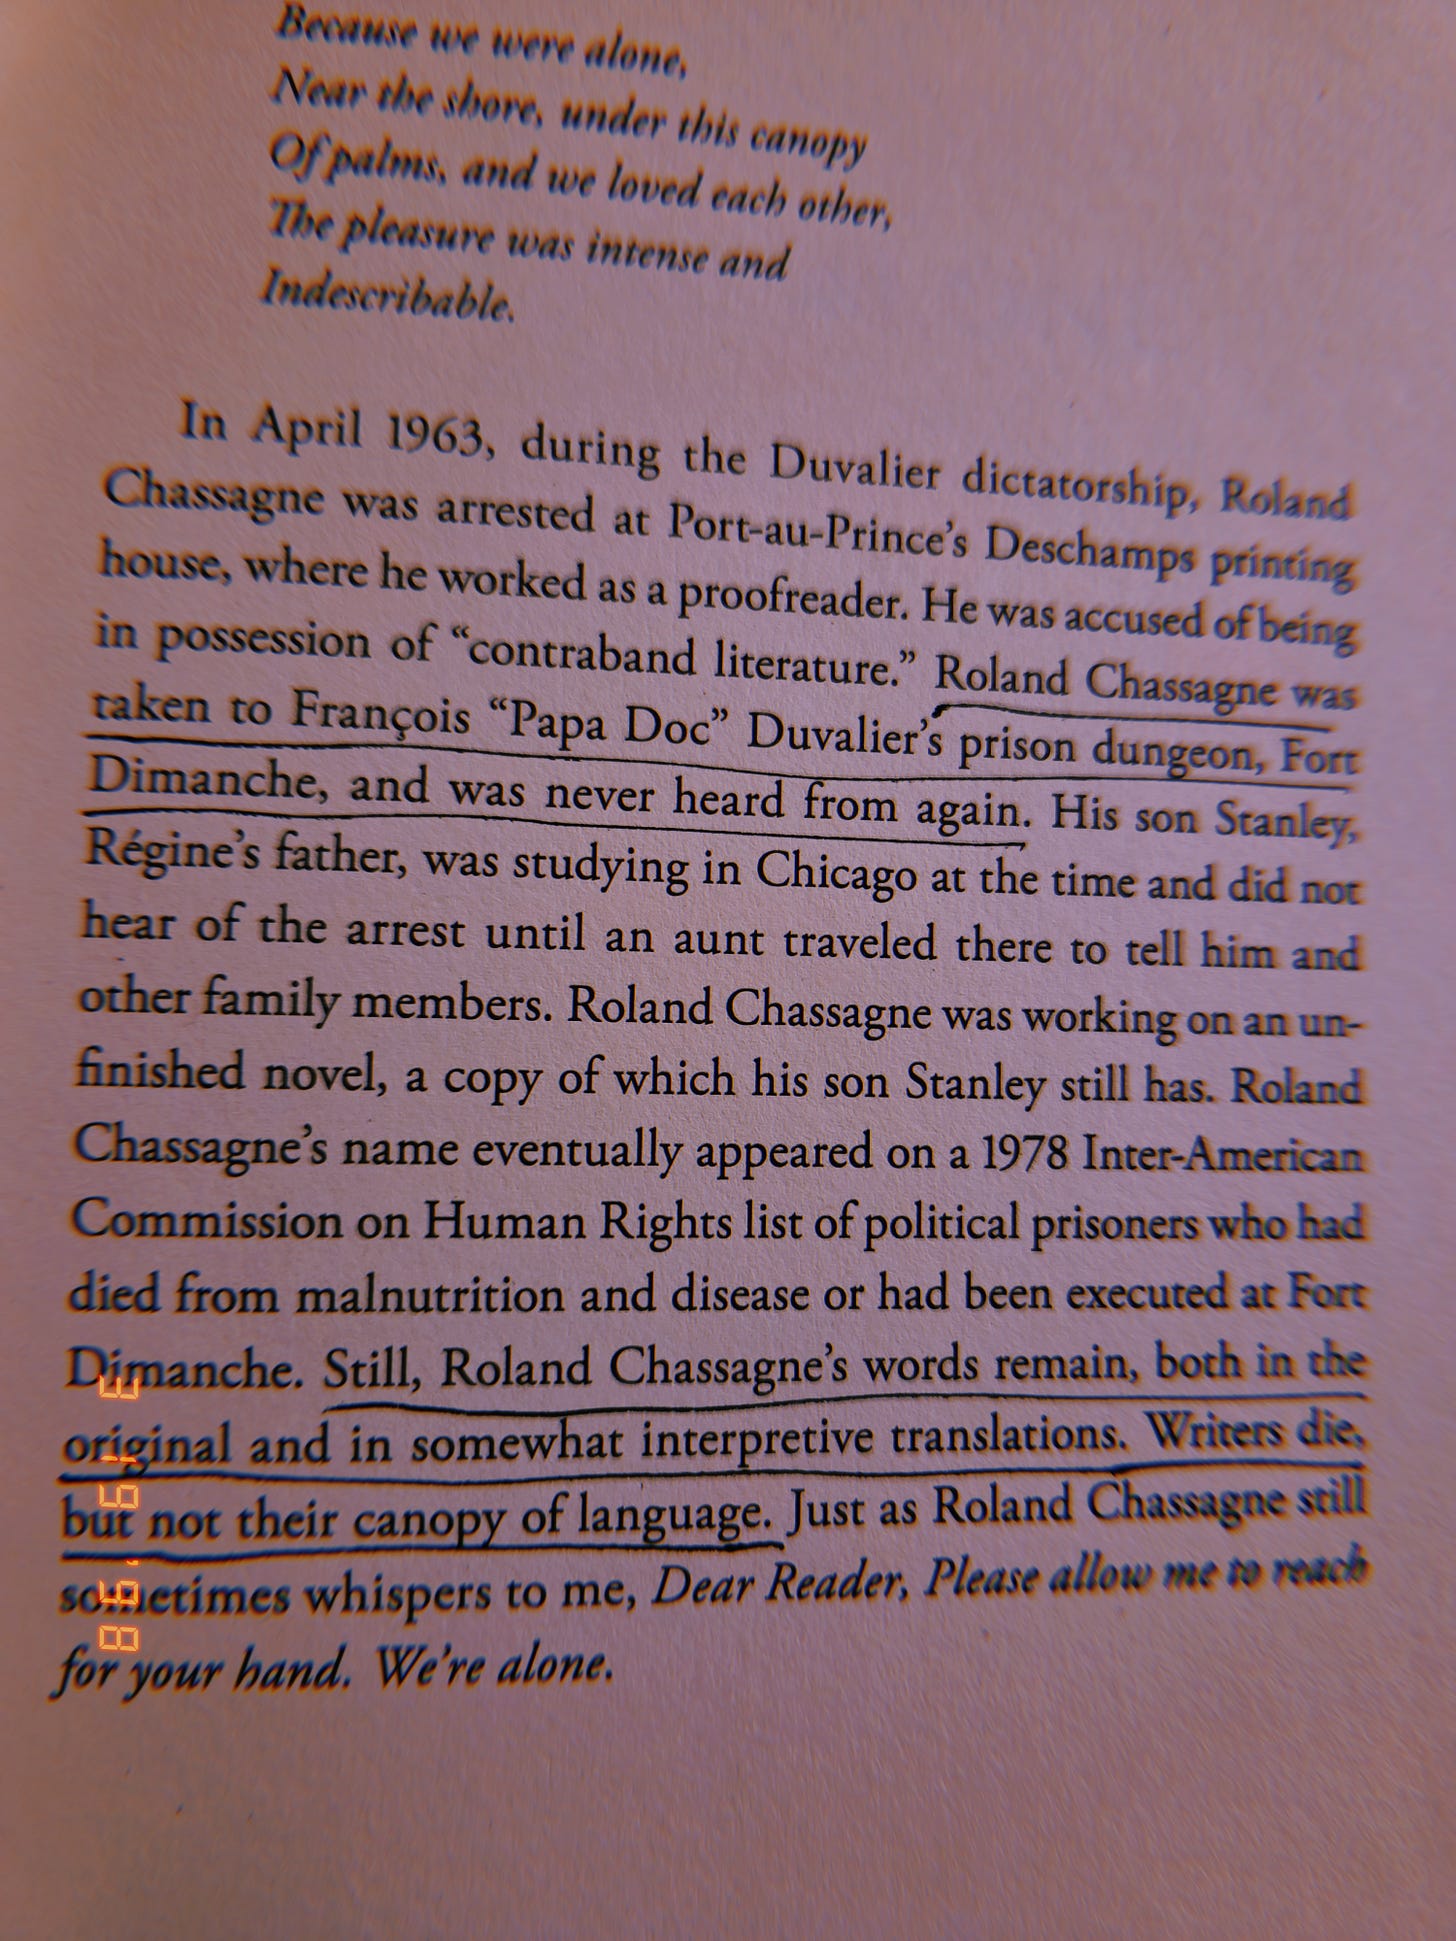 Because we were alone,
Near the shore, under this canopy
Of palms, and we loved each other,
The pleasure was intense and
Indescribable.
In April 1963, during the Duvalier dictatorship, Roland
Chassagne was arrested at Port-au-Prince's Deschamps printing
house, where he worked as a proofreader. He was accused of being
in possession of “contraband literature.” Roland Chassagne was
taken to François “Papa Doc” Duvalier's prison dungeon, Fort
Dimanche, and was never heard from again. His son Stanley,
Régine's father, was studying in Chicago at the time and did not
hear of the arrest until an aunt traveled there to tell him and
other family members. Roland Chassagne was working on an un-
finished novel, a copy of which his son Stanley still has. Roland
Chassagne's name eventually appeared on a 1978 Inter-American
Commission on Human Rights list of political prisoners who had
died from malnutrition and disease or had been executed at Fort
Dimanche. Still, Roland Chassagne's words remain, both in the
original and in somewhat interpretive translations. Writers die,
but not their canopy of language. Just as Roland Chassagne still
sometimes whispers to me, Dear Reader, Please allow me to reach
for your hand. We're alone.